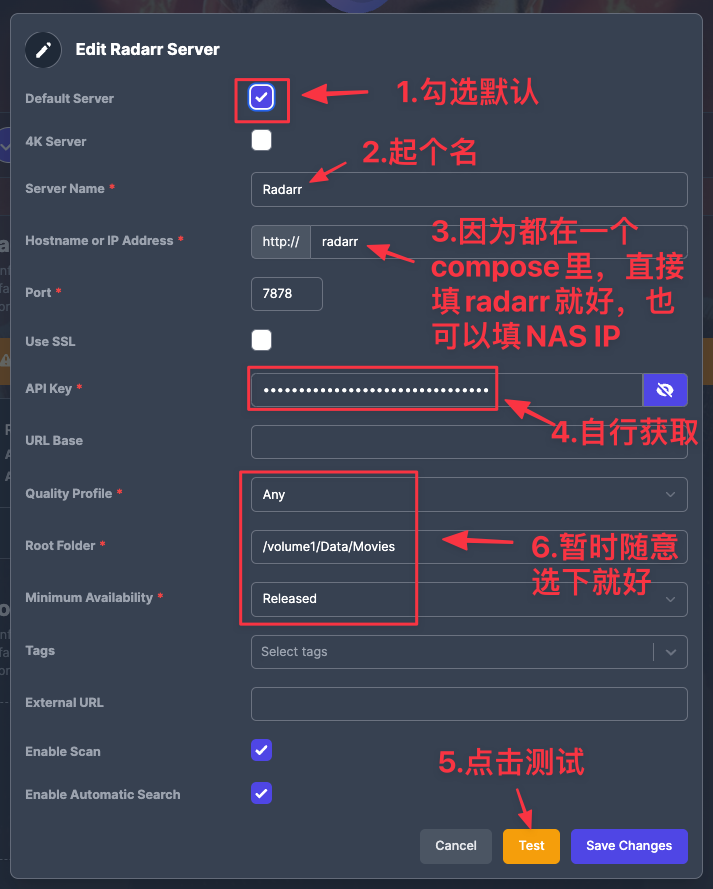 Edit Radarr Server
Default Server
1.勾选默认
4K Server
2.起个名
Server Name *
Radarr
Hostname or IP Address *
http://
radarr
3.因为都在一个
compose里，直接
填radarr就好，也
可以填NAS IP
Port *
7878
Use SSL
API Key *
••••••••••••••••••••••••••••••••
4.自行获取
URL Base
Quality Profile *
Any
Root Folder *
/volume1/Data/Movies
6.暂时随意
选下就好
Minimum Availability *
Released
Tags
Select tags
External URL
Enable Scan
5.点击测试
Enable Automatic Search
Cancel
Test
Save Changes